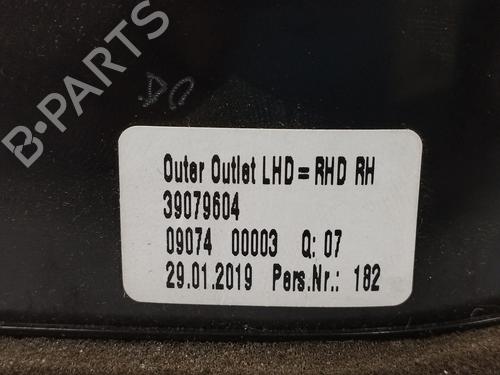 B-PARTS
Outer Outlet LHD = RHD RH
39079604
09074 00003 Q: 07
29.01.2019 Pers.Nr.: 182